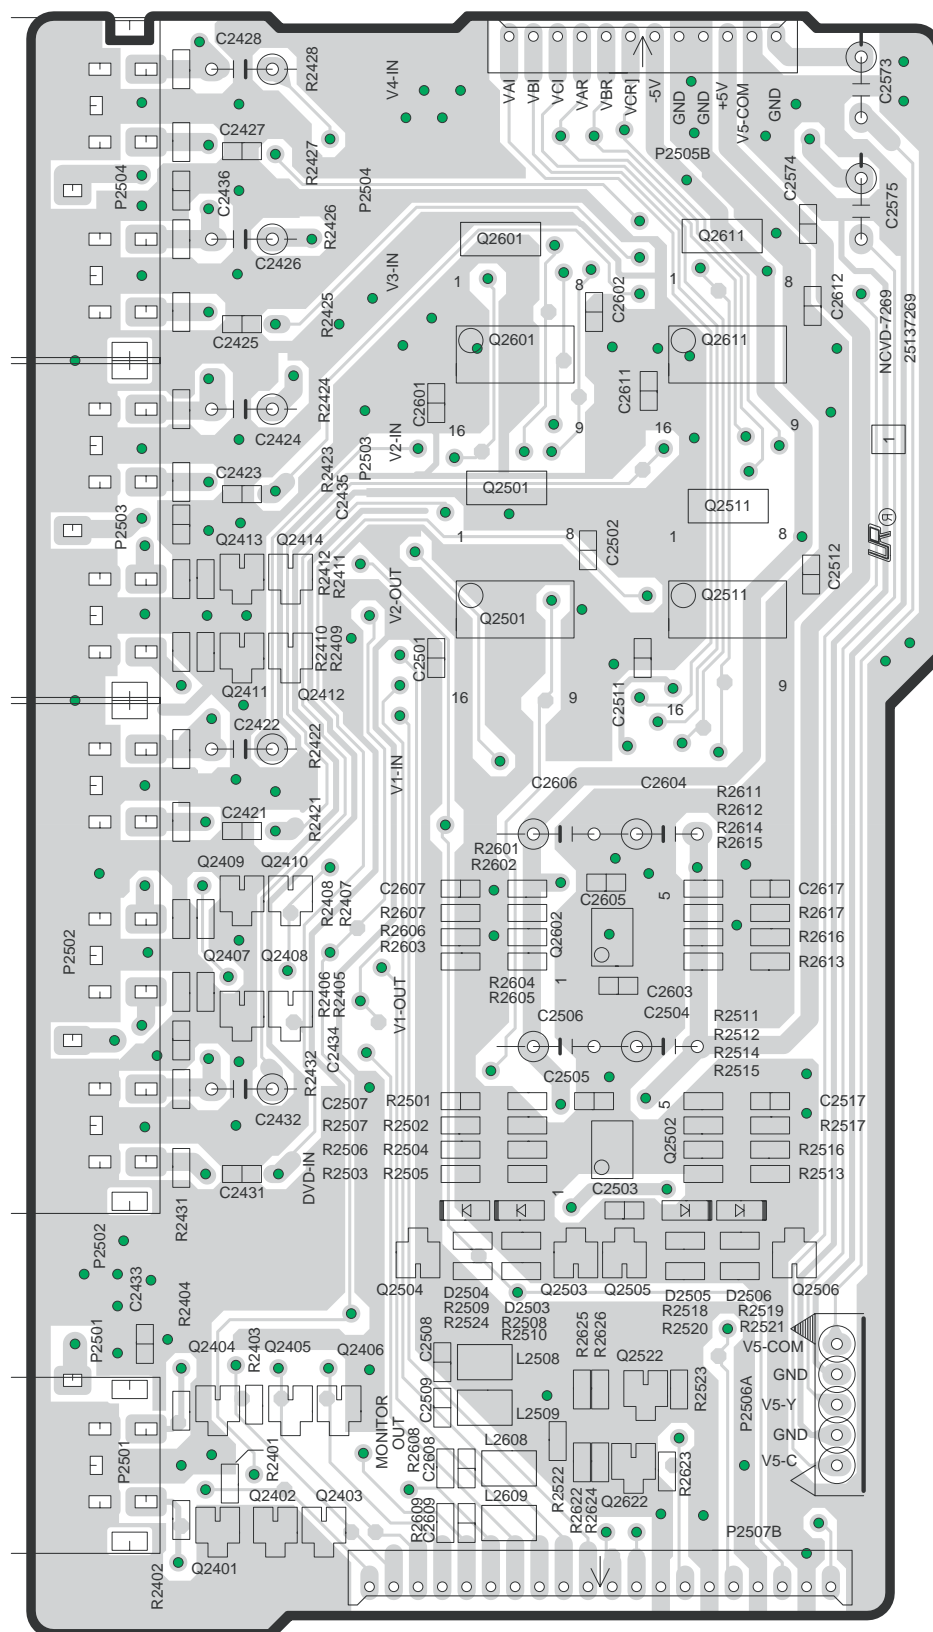 C2428
R2428
V4-IN
VAI
VBI
VCI
VAR
VBR
VCR]
-5V
GND
GND
+5V
V5-COM
GND
C2573
C2427
R2427
P2504
P2505B
C2574
C2575
P2504
C2436
R2426
C2426
V3-IN
Q2601
Q2611
1
8
C2602
1
8
C2612
R2425
C2425
Q2601
Q2611
NCVD-7269
25137269
R2424
C2424
C2601
C2611
16
9
16
9
1
V2-IN
P2503
R2423
C2435
C2423
Q2501
Q2511
P2503
Q2413
Q2414
R2412
R2411
1
8
C2502
1
8
C2512
UR
Я
V2-OUT
Q2501
Q2511
R2410
R2409
C2501
C2511
Q2411
Q2412
16
9
16
9
C2422
R2422
V1-IN
C2606
C2604
R2611
R2612
R2614
R2615
C2421
R2421
R2601
R2602
Q2409
Q2410
R2408
R2407
C2607
R2607
R2606
R2603
C2605
5
C2617
R2617
R2616
R2613
Q2602
P2502
Q2407
Q2408
R2406
R2405
R2604
R2605
1
C2603
V1-OUT
C2434
R2432
C2506
C2504
R2511
R2512
R2514
R2515
C2505
C2432
C2507
R2507
R2506
R2503
R2501
R2502
R2504
R2505
5
Q2502
C2517
R2517
R2516
R2513
DVD-IN
C2431
R2431
1
C2503
P2502
C2433
Q2504
D2504
R2509
R2524
D2503
R2508
R2510
Q2503
Q2505
D2505
R2518
R2520
D2506
R2519
R2521
Q2506
R2404
P2501
Q2404
R2403
Q2405
Q2406
C2508
L2508
R2625
R2626
Q2522
R2523
V5-COM
GND
V5-Y
GND
V5-C
P2506A
C2509
L2509
MONITOR
OUT
P2501
R2401
R2608
C2608
L2608
R2522
R2622
R2624
Q2622
R2623
Q2402
Q2403
R2609
C2609
L2609
P2507B
R2402
Q2401